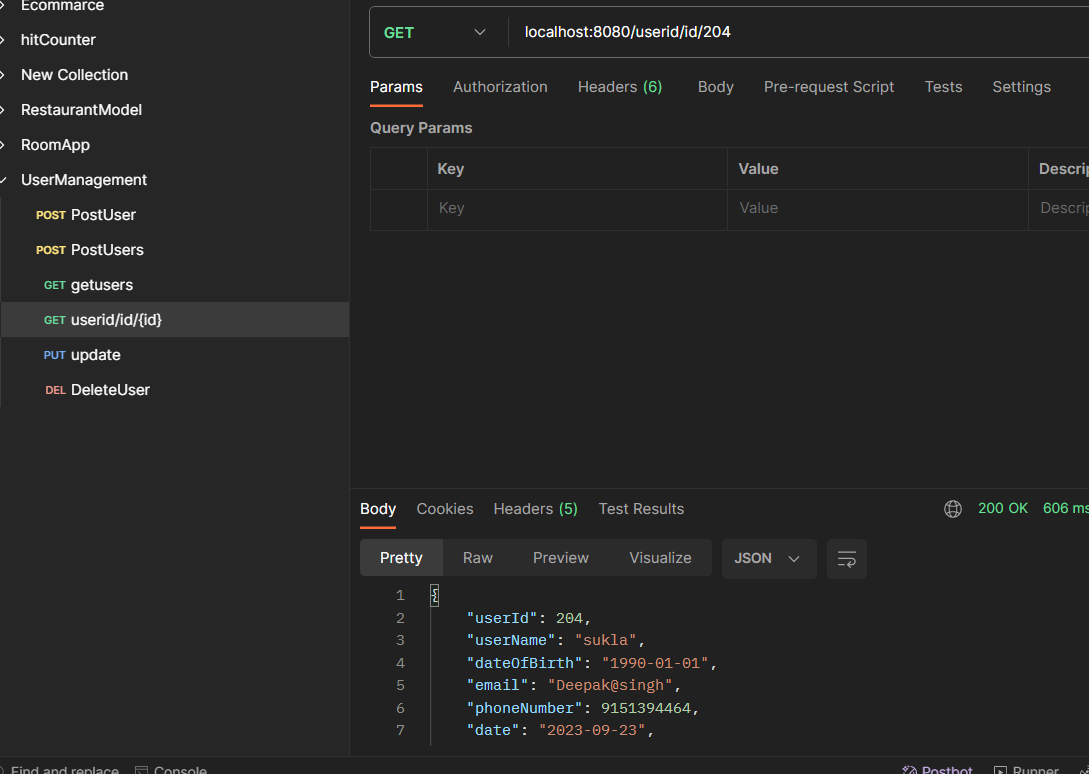 Ecommarce
hitCounter
New Collection
RestaurantModel
RoomApp
UserManagement
POST PostUser
POST PostUsers
GET getusers
GET userid/id/{id}
PUT update
DEL DeleteUser
GET localhost:8080/userid/id/204
Params Authorization Headers (6) Body Pre-request Script Tests Settings
Query Params
Key Value Descrip
Key Value Descrip
Body Cookies Headers (5) Test Results 200 OK 606 ms
Pretty Raw Preview Visualize JSON
1 {
2 "userId": 204,
3 "userName": "sukla",
4 "dateOfBirth": "1990-01-01",
5 "email": "Deepak@singh",
6 "phoneNumber": 9151394464,
7 "date": "2023-09-23",
Find and replace Console Postbot Runner